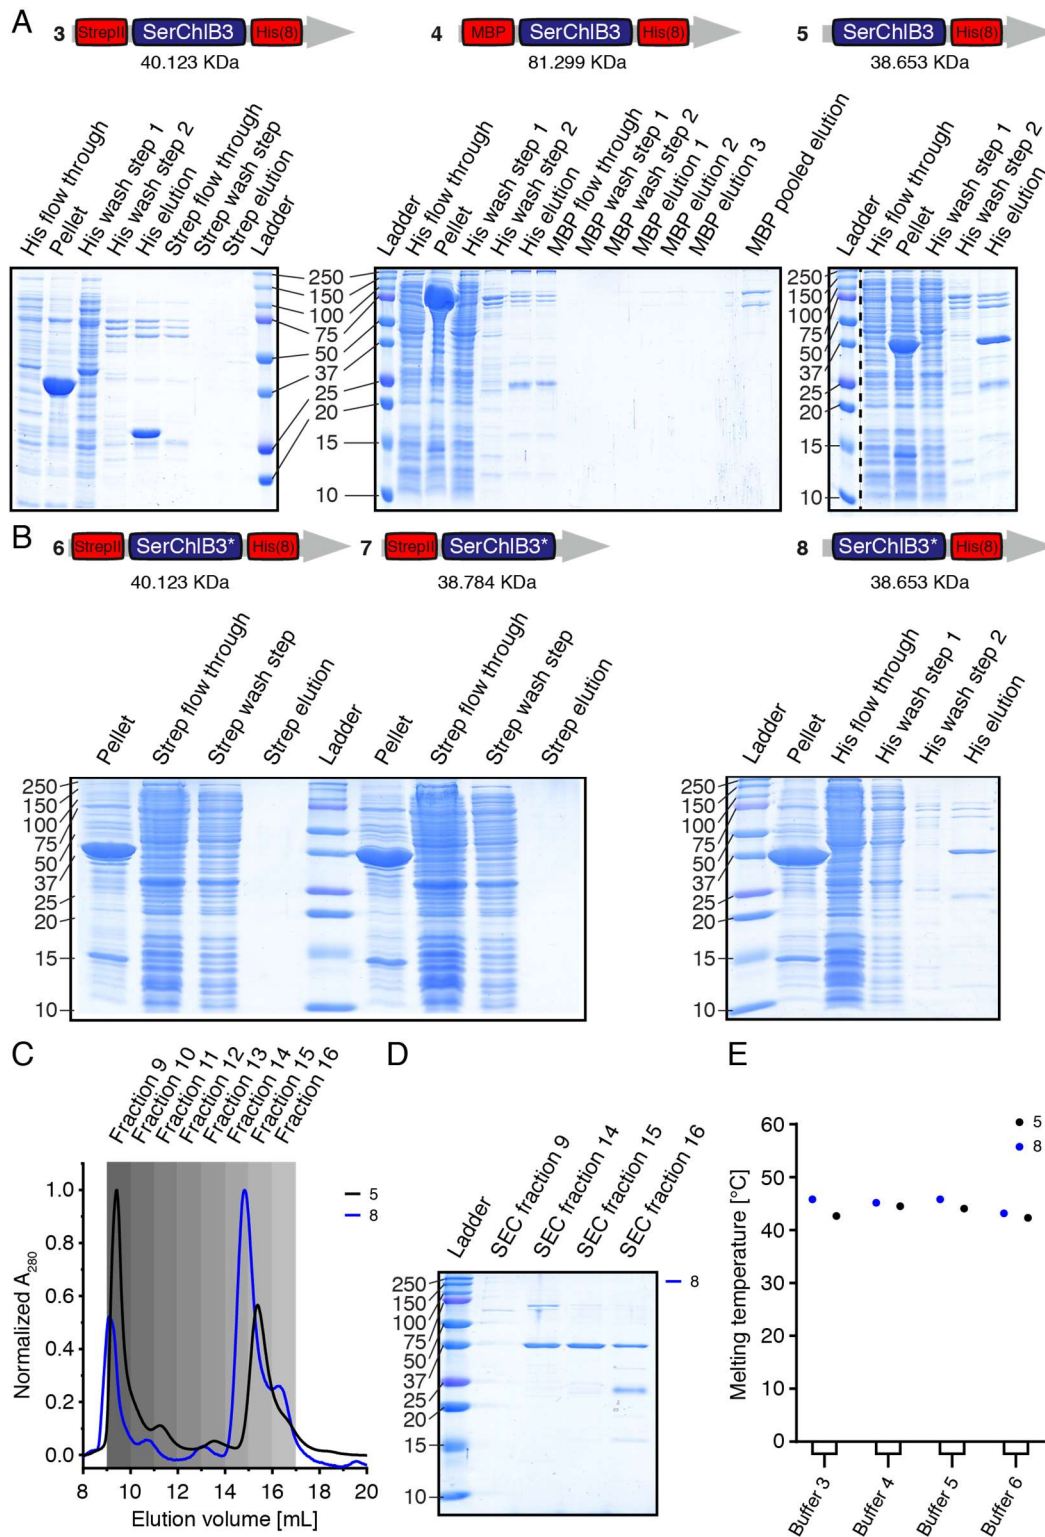 A
3 StrepII SerChlB3 His(8)
40.123 KDa
4 MBP SerChlB3 His(8)
81.299 KDa
5 SerChlB3 His(8)
38.653 KDa
His flow through
Pellet
His wash step 1
His wash step 2
His elution
Strep flow through
Strep wash step
Strep elution
Ladder
250
150
100
75
50
37
25
20
15
10
Ladder
His flow through
Pellet
His wash step 1
His wash step 2
His elution
MBP flow through
MBP wash step 1
MBP wash step 2
MBP elution 1
MBP elution 2
MBP elution 3
MBP pooled elution
Ladder
His flow through
Pellet
His wash step 1
His wash step 2
His elution
250
150
100
75
50
37
25
20
15
10
B
6 StrepII SerChlB3* His(8)
40.123 KDa
7 StrepII SerChlB3*
38.784 KDa
8 SerChlB3* His(8)
38.653 KDa
Pellet
Strep flow through
Strep wash step
Strep elution
Ladder
Pellet
Strep flow through
Strep wash step
Strep elution
250
150
100
75
50
37
25
20
15
10
Ladder
Pellet
His flow through
His wash step 1
His wash step 2
His elution
250
150
100
75
50
37
25
20
15
10
C
Fraction 9
Fraction 10
Fraction 11
Fraction 12
Fraction 13
Fraction 14
Fraction 15
Fraction 16
Normalized A280
1.0
0.8
0.6
0.4
0.2
0.0
8 10 12 14 16 18 20
Elution volume [mL]
5
8
D
Ladder
SEC fraction 9
SEC fraction 14
SEC fraction 15
SEC fraction 16
250
150
100
75
50
37
25
20
15
10
8
E
Melting temperature [°C]
60
50
40
30
20
10
0
5
8
Buffer 3
Buffer 4
Buffer 5
Buffer 6